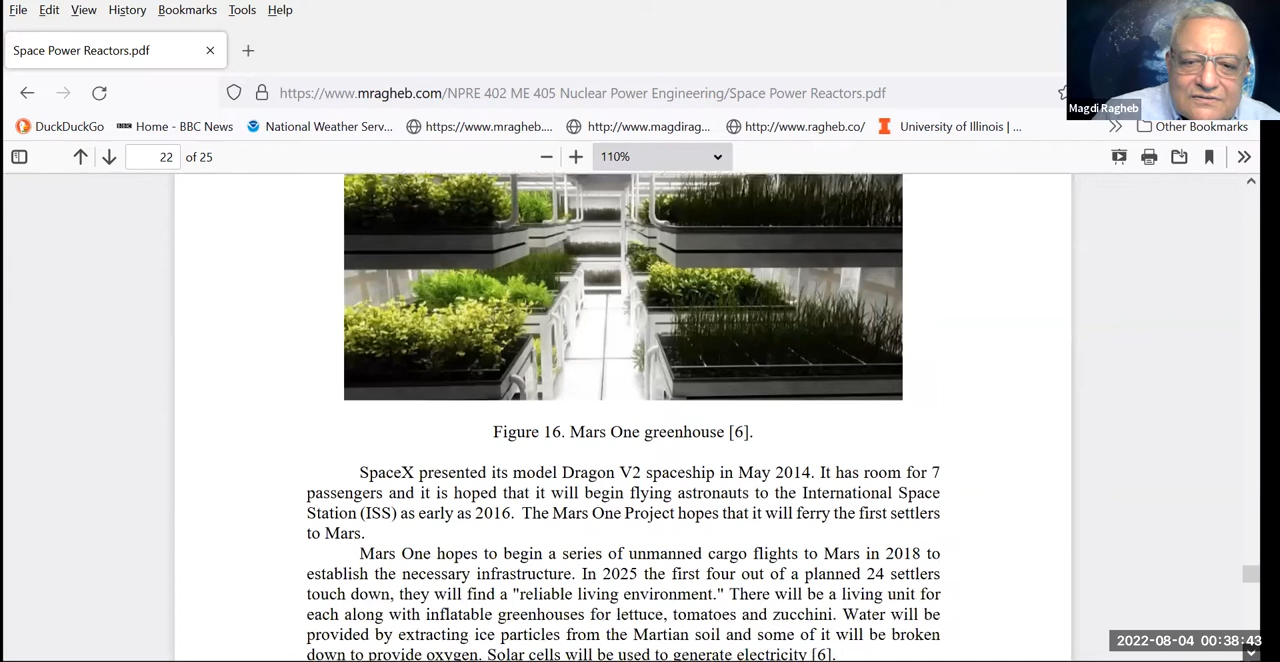 File Edit View History Bookmarks Tools Help
Space Power Reactors.pdf
https://www.mragheb.com/NPRE 402 ME 405 Nuclear Power Engineering/Space Power Reactors.pdf
Magdi Ragheb
DuckDuckGo Home - BBC News National Weather Serv... https://www.mragheb.... http://www.magdirag... http://www.ragheb.co/ University of Illinois |... Other Bookmarks
22 of 25 110%
Figure 16. Mars One greenhouse [6].
SpaceX presented its model Dragon V2 spaceship in May 2014. It has room for 7
passengers and it is hoped that it will begin flying astronauts to the International Space
Station (ISS) as early as 2016. The Mars One Project hopes that it will ferry the first settlers
to Mars.
Mars One hopes to begin a series of unmanned cargo flights to Mars in 2018 to
establish the necessary infrastructure. In 2025 the first four out of a planned 24 settlers
touch down, they will find a "reliable living environment." There will be a living unit for
each along with inflatable greenhouses for lettuce, tomatoes and zucchini. Water will be
provided by extracting ice particles from the Martian soil and some of it will be broken
down to provide oxygen. Solar cells will be used to generate electricity [6].
2022-08-04 00:38:43